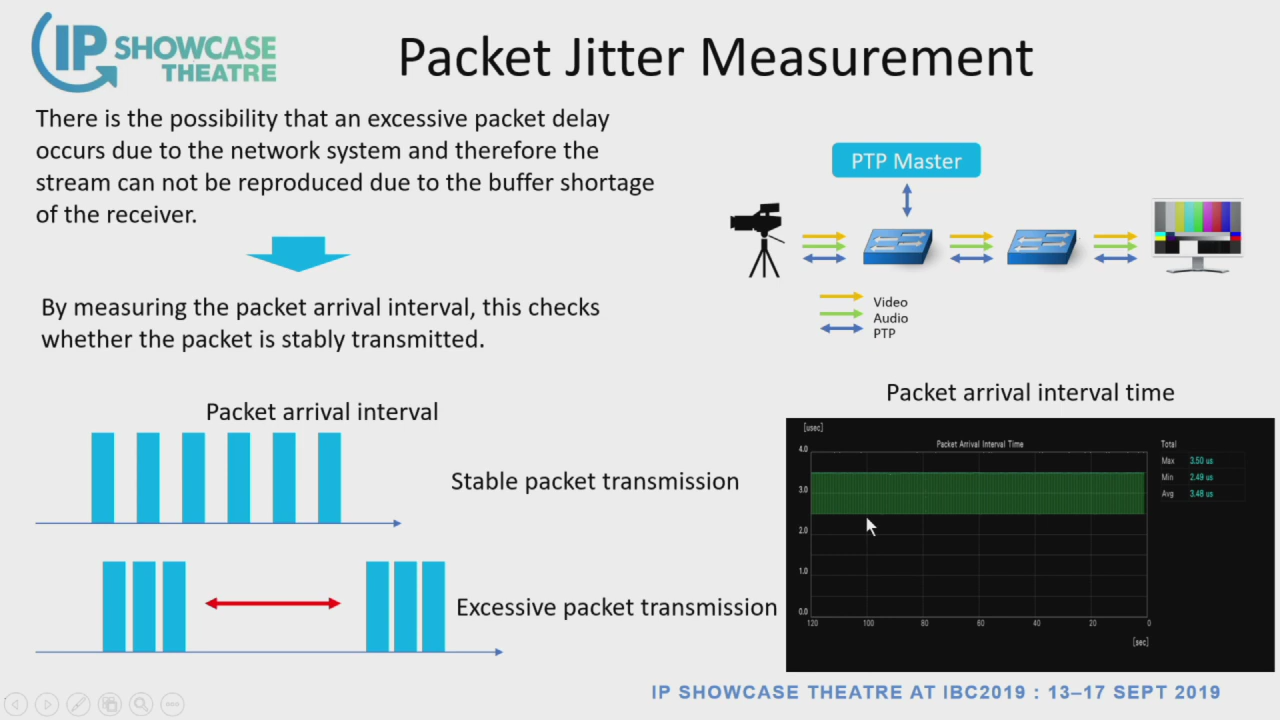 IP SHOWCASE
THEATRE
Packet Jitter Measurement
There is the possibility that an excessive packet delay
occurs due to the network system and therefore the
stream can not be reproduced due to the buffer shortage
of the receiver.
By measuring the packet arrival interval, this checks
whether the packet is stably transmitted.
PTP Master
Video
Audio
PTP
Packet arrival interval
Stable packet transmission
Excessive packet transmission
Packet arrival interval time
[usec]
Packet Arrival Interval Time
4.0
3.0
2.0
1.0
0.0
120 100 80 60 40 20 0
[sec]
Total
Max 3.50 us
Min 2.49 us
Avg 3.48 us
IP SHOWCASE THEATRE AT IBC2019 : 13–17 SEPT 2019